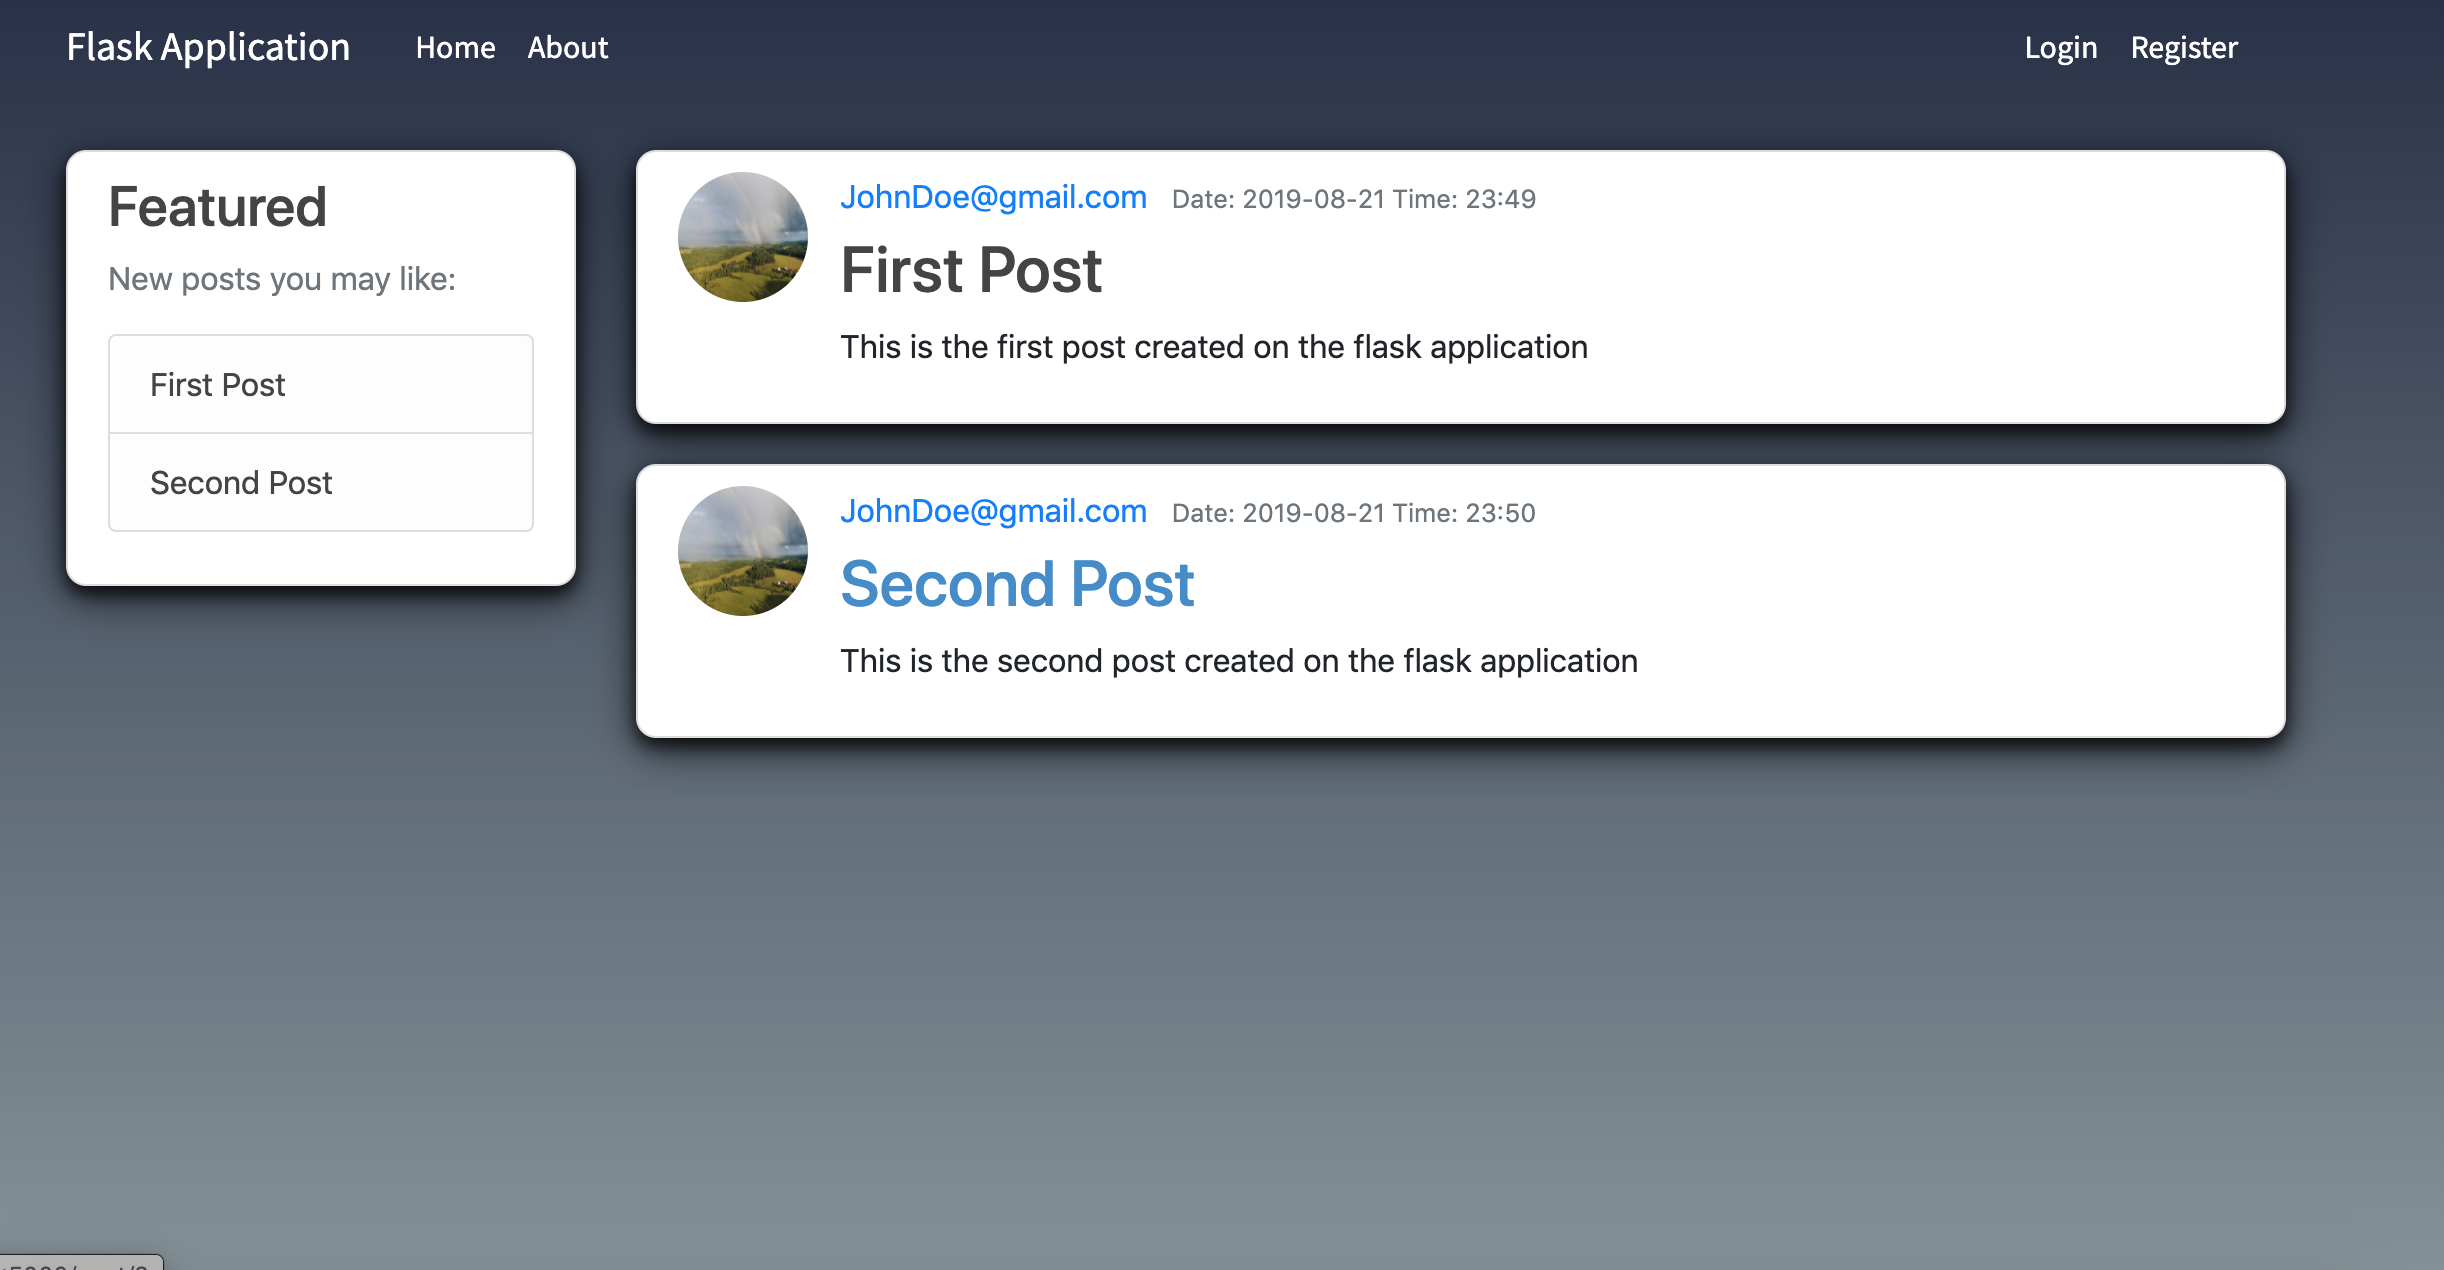 Flask Application Home About Login Register
Featured
New posts you may like:
First Post
Second Post
JohnDoe@gmail.com Date: 2019-08-21 Time: 23:49
First Post
This is the first post created on the flask application
JohnDoe@gmail.com Date: 2019-08-21 Time: 23:50
Second Post
This is the second post created on the flask application